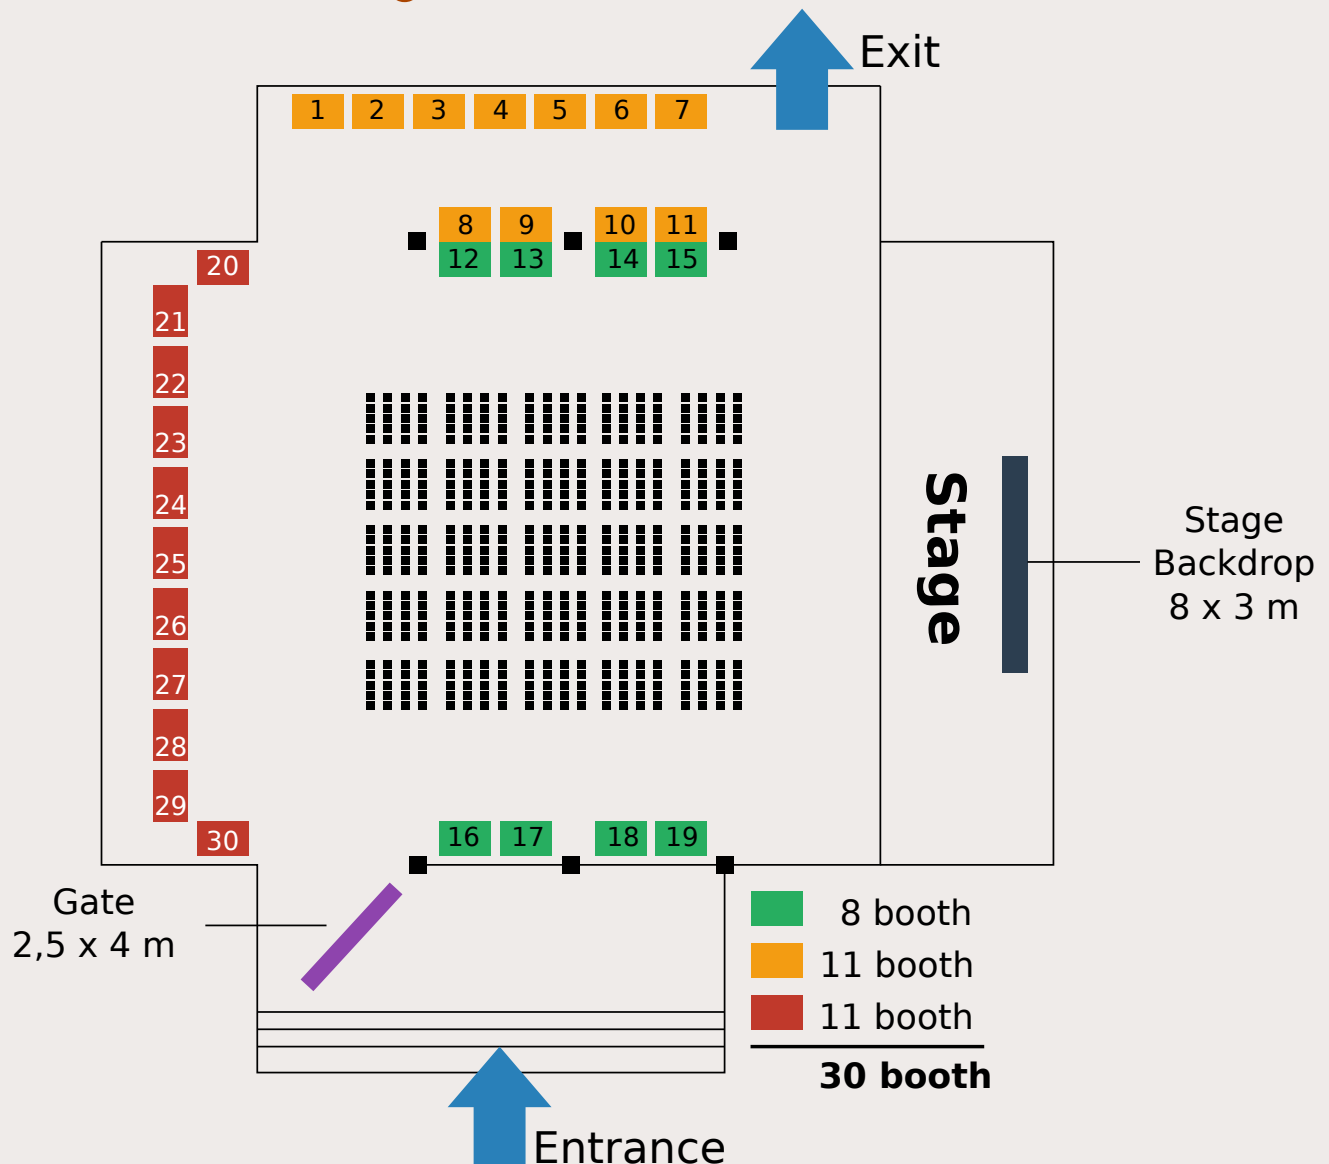 Exit
1 2 3 4 5 6 7
8 9 10 11
12 13 14 15
20
21
22
23
24
25
26
27
28
29
30
Stage
Stage
Backdrop
8 x 3 m
16 17 18 19
Gate
2,5 x 4 m
8 booth
11 booth
11 booth
30 booth
Entrance